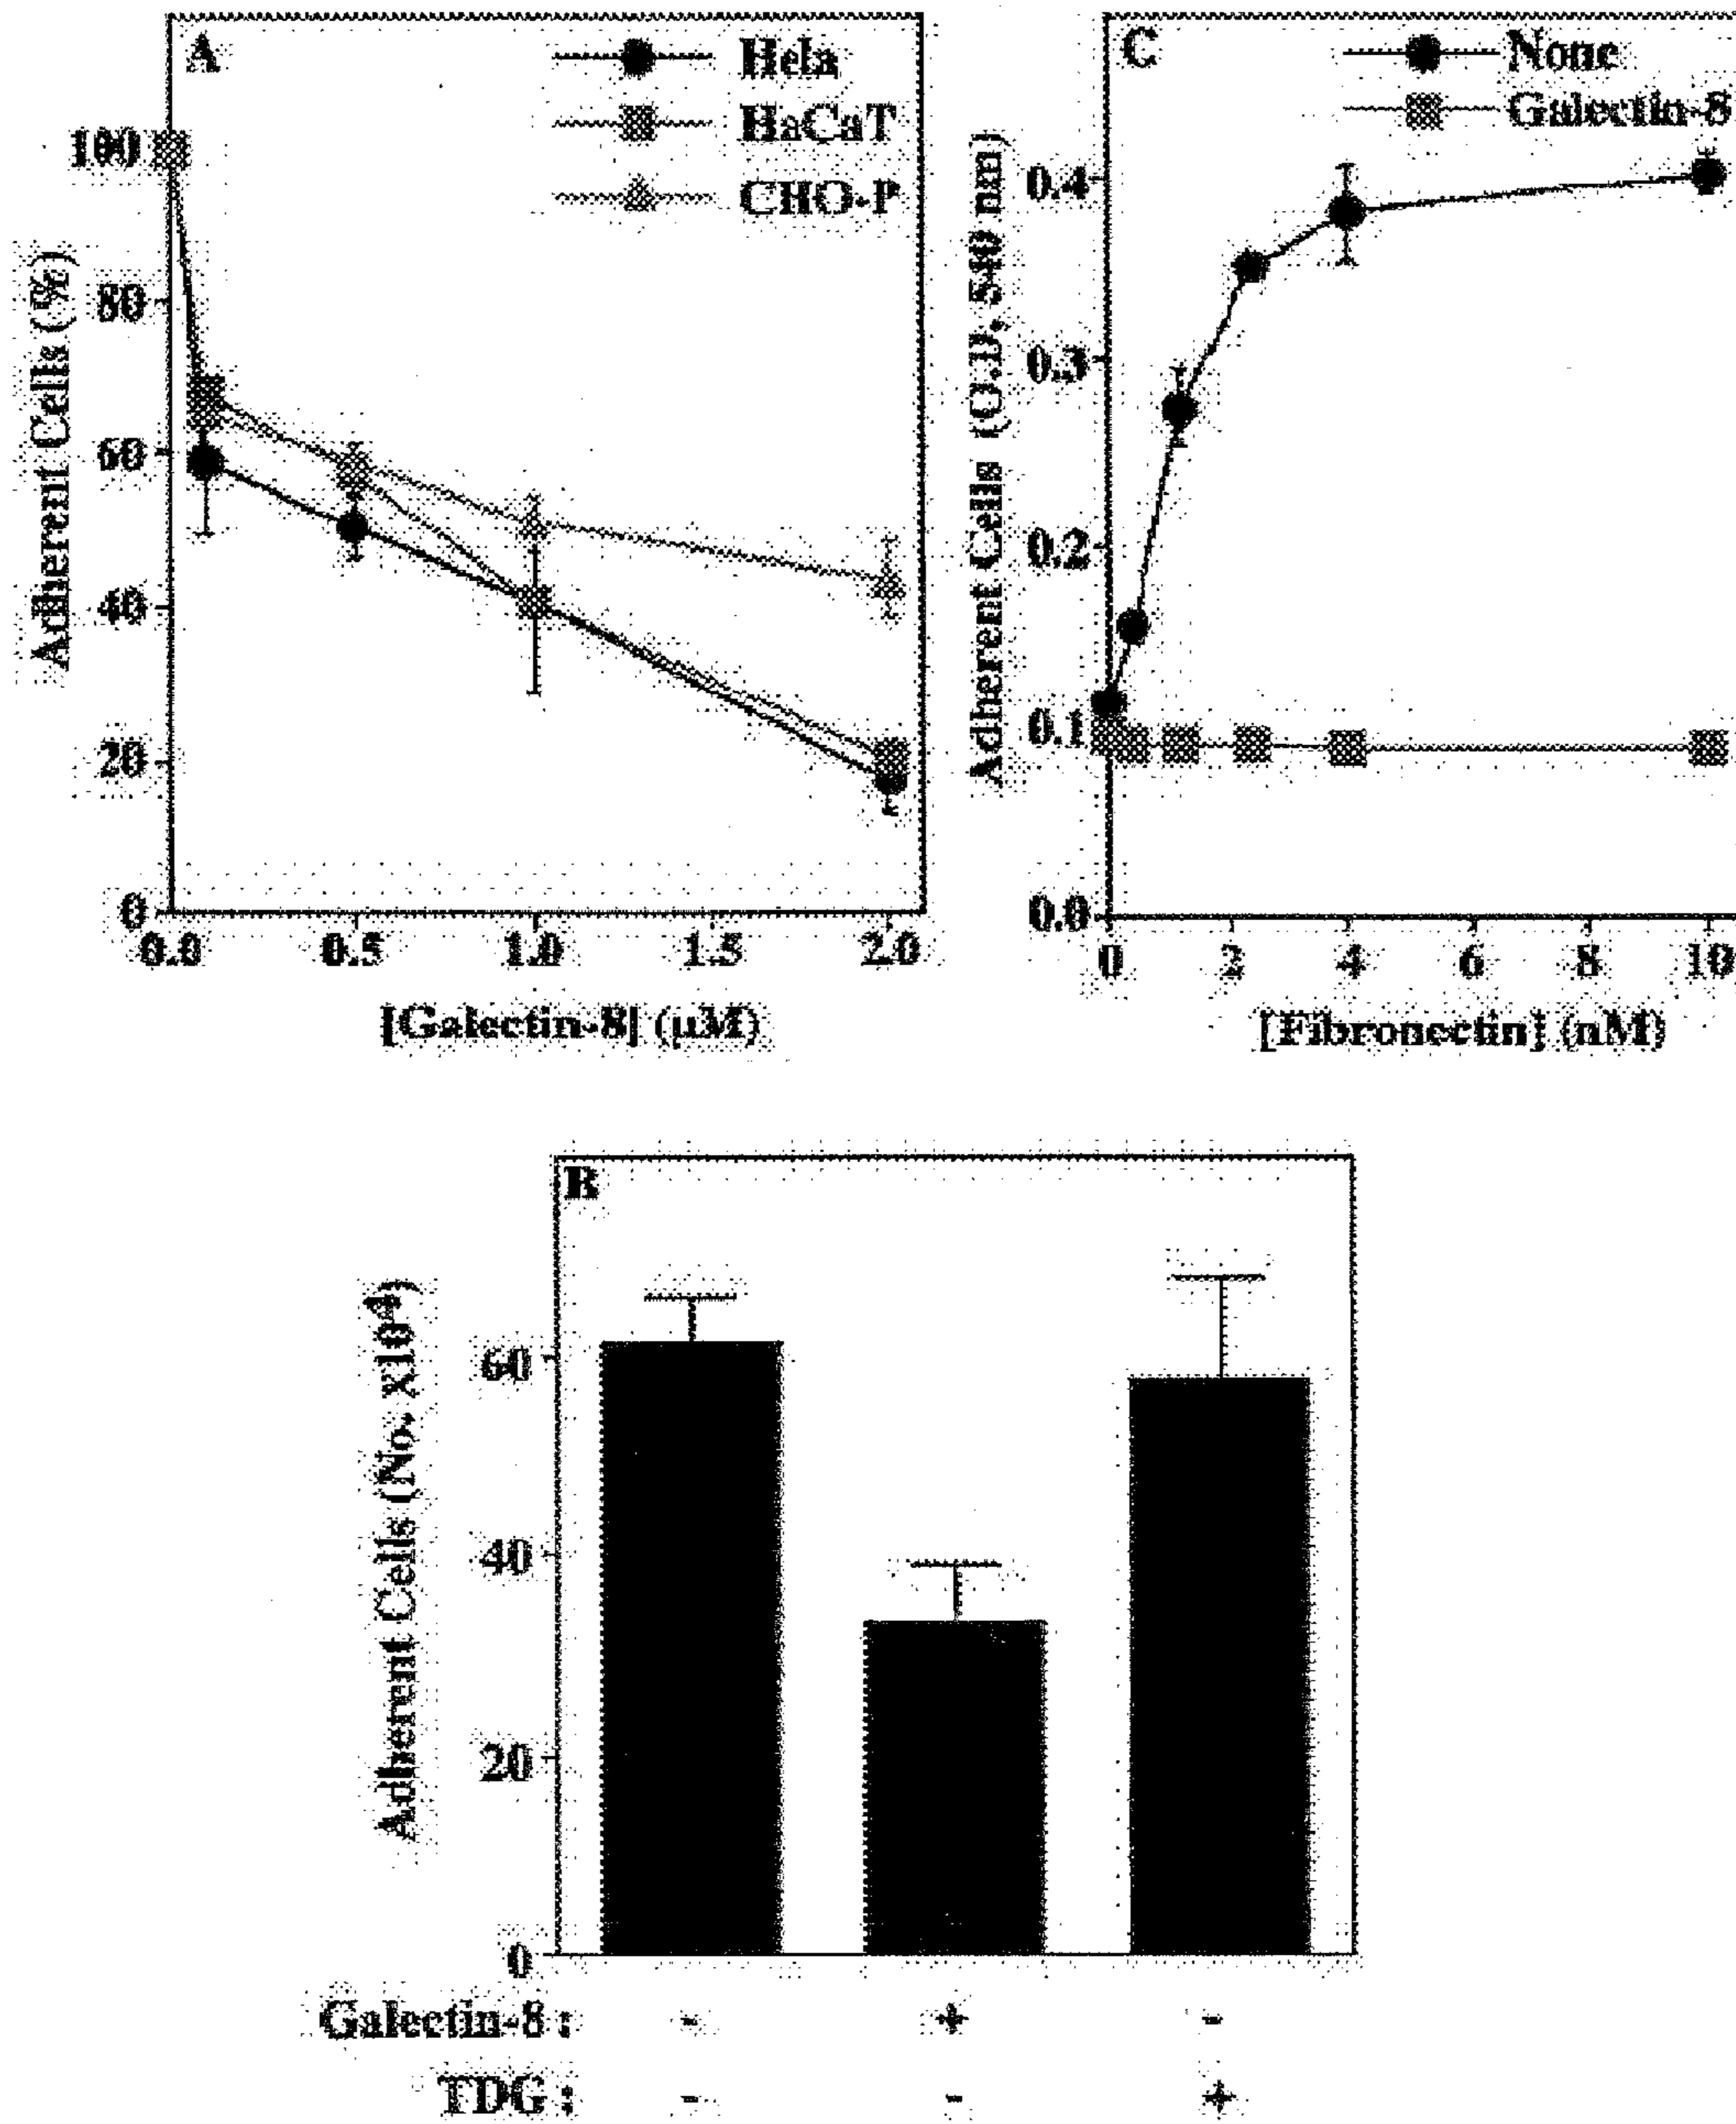 A
Hela
HaCaT
CHO-P
Adherent Cells (%)
100
80
60
40
20
0
0.0 0.5 1.0 1.5 2.0
[Galectin-8] (μM)
C
None
Galectin-8
Adherent Cells (O.D, 540 nm)
0.4
0.3
0.2
0.1
0.0
0 2 4 6 8 10
[Fibronectin] (nM)
B
Adherent Cells (No. X10⁴)
60
40
20
0
Galectin-8 : - + -
TDG : - - +